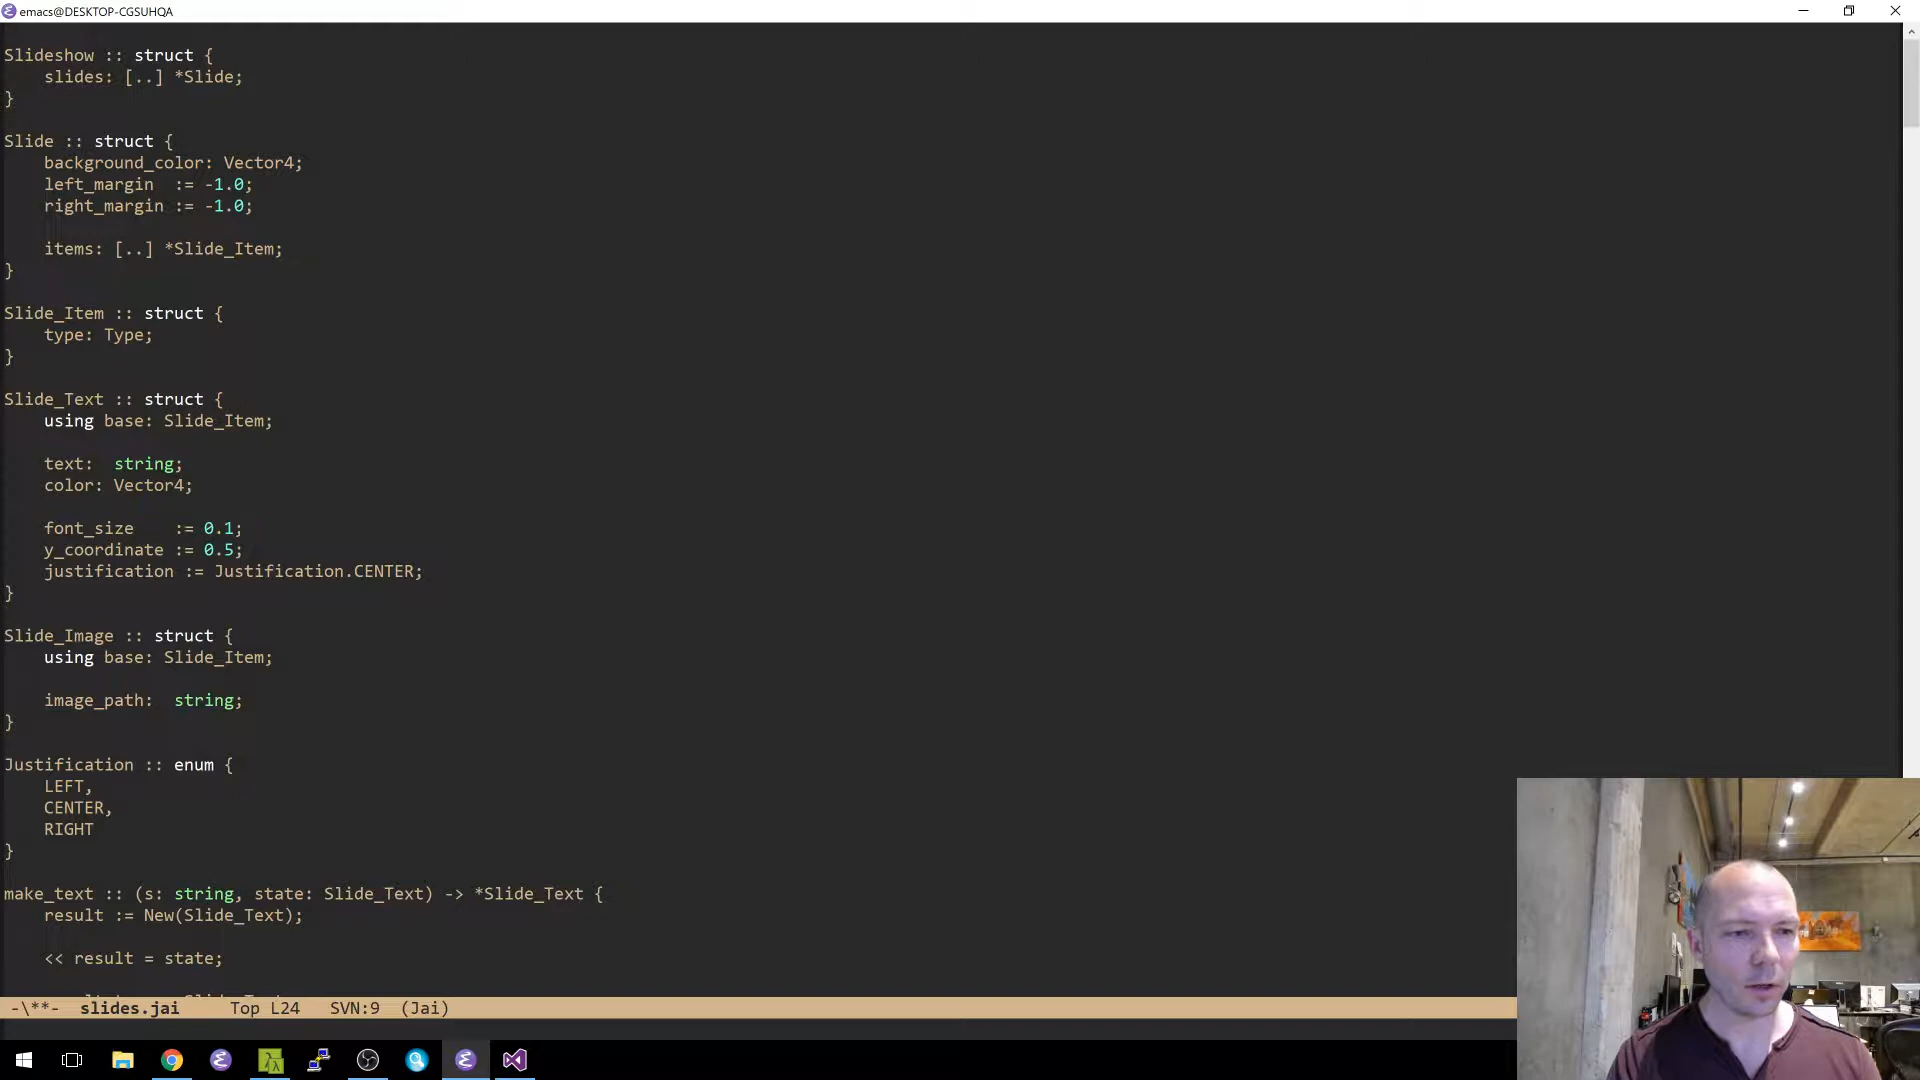 emacs@DESKTOP-CGSUHQA
Slideshow :: struct {
    slides: [..] *Slide;
}
Slide :: struct {
    background_color: Vector4;
    left_margin  := -1.0;
    right_margin := -1.0;
    items: [..] *Slide_Item;
}
Slide_Item :: struct {
    type: Type;
}
Slide_Text :: struct {
    using base: Slide_Item;
    text:  string;
    color: Vector4;
    font_size    := 0.1;
    y_coordinate := 0.5;
    justification := Justification.CENTER;
}
Slide_Image :: struct {
    using base: Slide_Item;
    image_path:  string;
}
Justification :: enum {
    LEFT,
    CENTER,
    RIGHT
}
make_text :: (s: string, state: Slide_Text) -> *Slide_Text {
    result := New(Slide_Text);
    << result = state;
-\**-  slides.jai     Top L24   SVN:9  (Jai)